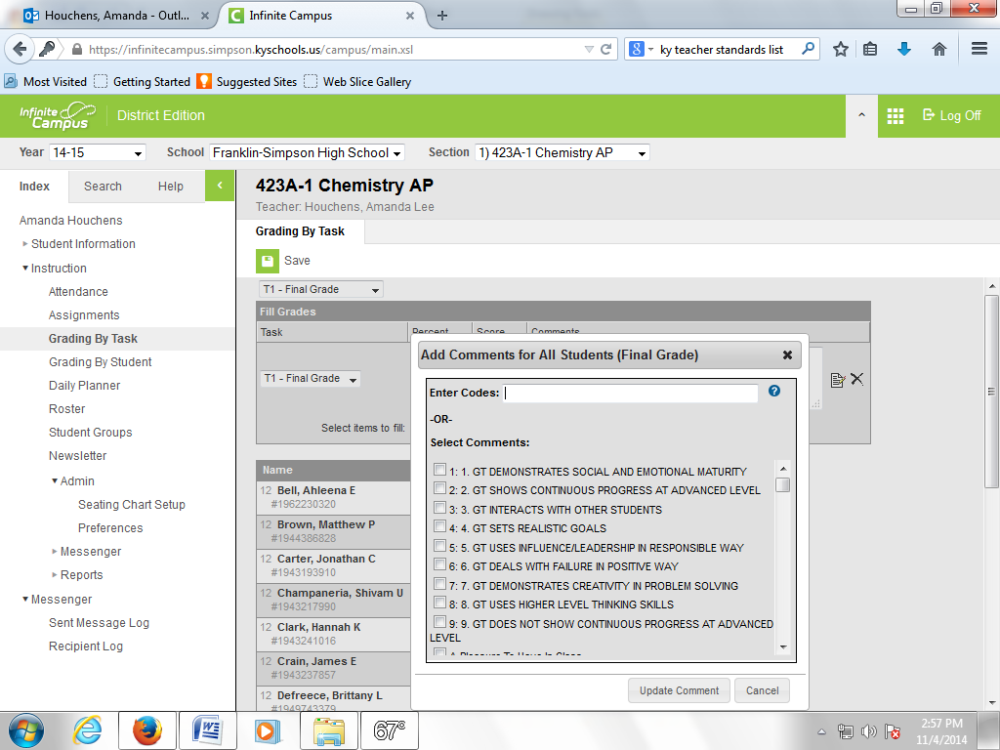 Houchens, Amanda - Outl...
Infinite Campus
https://infinitecampus.simpson.kyschools.us/campus/main.xsl
ky teacher standards list
Most Visited
Getting Started
Suggested Sites
Web Slice Gallery
Infinite Campus
District Edition
Log Off
Year 14-15
School Franklin-Simpson High School
Section 1) 423A-1 Chemistry AP
Index
Search
Help
Amanda Houchens
Student Information
Instruction
Attendance
Assignments
Grading By Task
Grading By Student
Daily Planner
Roster
Student Groups
Newsletter
Admin
Seating Chart Setup
Preferences
Messenger
Reports
Messenger
Sent Message Log
Recipient Log
423A-1 Chemistry AP
Teacher: Houchens, Amanda Lee
Grading By Task
Save
T1 - Final Grade
Fill Grades
Task
Percent
Score
Comments
T1 - Final Grade
Select items to fill:
Name
12 Bell, Ahleena E
#1962230320
12 Brown, Matthew P
#1944386828
12 Carter, Jonathan C
#1943193910
12 Champaneria, Shivam U
#1943217990
12 Clark, Hannah K
#1943241016
12 Crain, James E
#1943237857
12 Defreece, Brittany L
#1949743379
Add Comments for All Students (Final Grade)
Enter Codes:
-OR-
Select Comments:
1: 1. GT DEMONSTRATES SOCIAL AND EMOTIONAL MATURITY
2: 2. GT SHOWS CONTINUOUS PROGRESS AT ADVANCED LEVEL
3: 3. GT INTERACTS WITH OTHER STUDENTS
4: 4. GT SETS REALISTIC GOALS
5: 5. GT USES INFLUENCE/LEADERSHIP IN RESPONSIBLE WAY
6: 6. GT DEALS WITH FAILURE IN POSITIVE WAY
7: 7. GT DEMONSTRATES CREATIVITY IN PROBLEM SOLVING
8: 8. GT USES HIGHER LEVEL THINKING SKILLS
9: 9. GT DOES NOT SHOW CONTINUOUS PROGRESS AT ADVANCED
LEVEL
A Pleasure To Have In Class
Update Comment
Cancel
67°
2:57 PM
11/4/2014